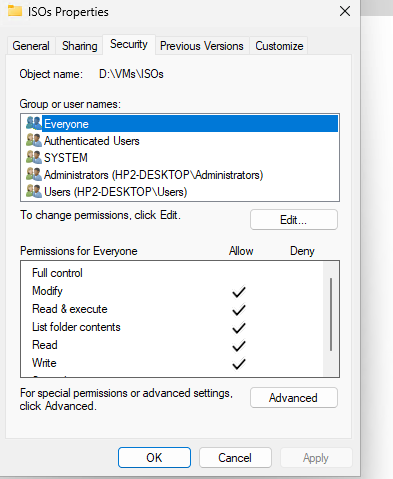 ISOs Properties
General Sharing Security Previous Versions Customize
Object name: D:\VMs\ISOs
Group or user names:
Everyone
Authenticated Users
SYSTEM
Administrators (HP2-DESKTOP\Administrators)
Users (HP2-DESKTOP\Users)
To change permissions, click Edit.
Edit...
Permissions for Everyone Allow Deny
Full control
Modify
Read & execute
List folder contents
Read
Write
For special permissions or advanced settings,
click Advanced.
Advanced
OK Cancel Apply